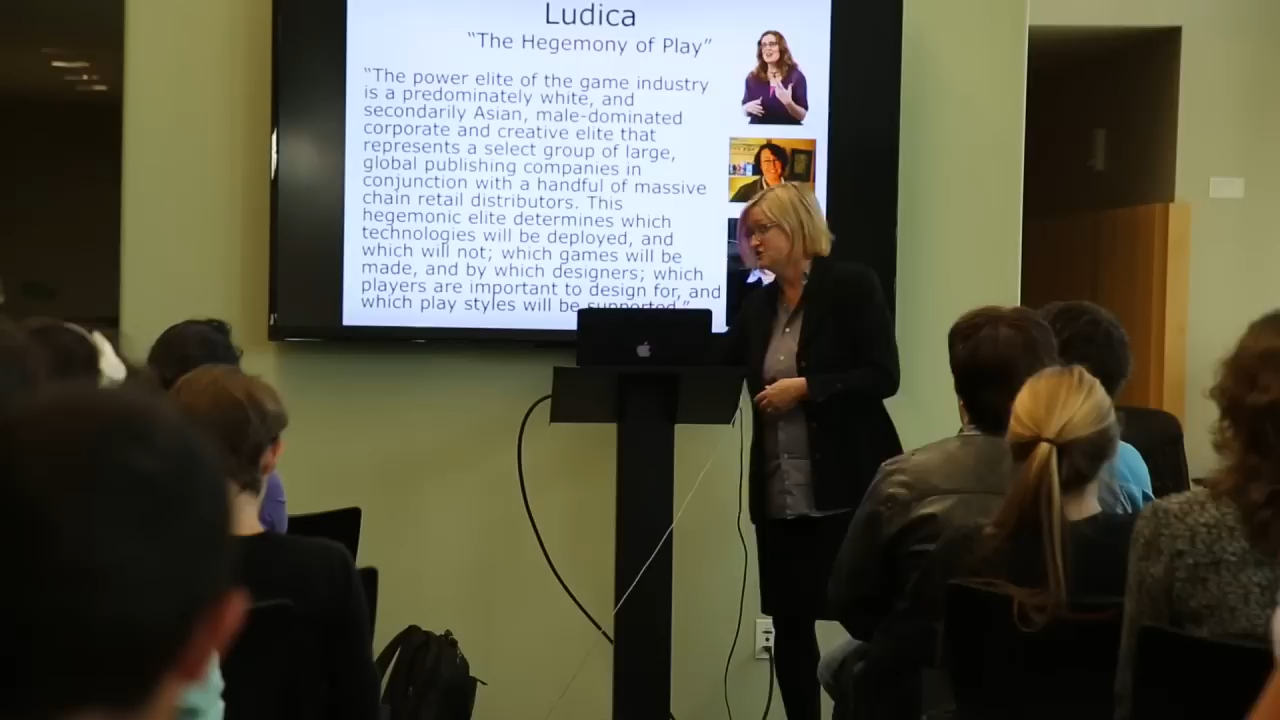 Ludica
“The Hegemony of Play”
“The power elite of the game industry
is a predominately white, and
secondarily Asian, male-dominated
corporate and creative elite that
represents a select group of large,
global publishing companies in
conjunction with a handful of massive
chain retail distributors. This
hegemonic elite determines which
technologies will be deployed, and
which will not; which games will be
made, and by which designers; which
players are important to design for, and
which play styles will be supported.”